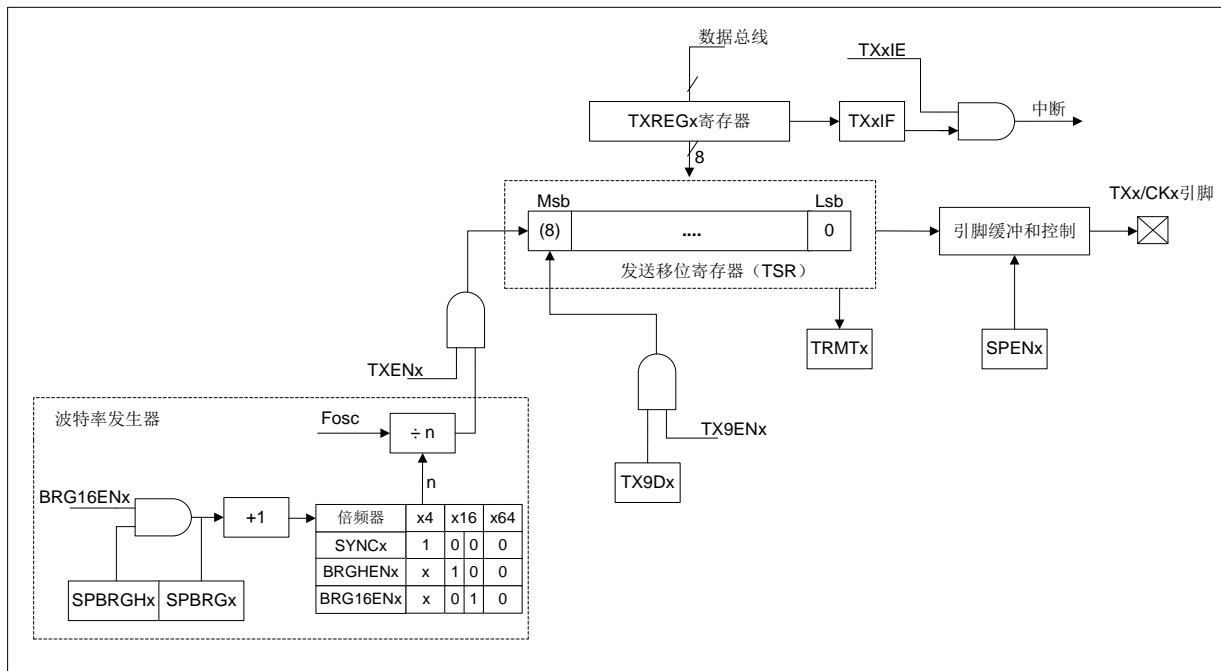 数据总线
TXxIE
TXREGx寄存器
TXxIF
中断
8
Msb
Lsb
TXx/CKx引脚
(8)
....
0
引脚缓冲和控制
发送移位寄存器（TSR）
TRMTx
SPENx
TXENx
波特率发生器
Fosc
÷ n
TX9ENx
TX9Dx
n
BRG16ENx
+1
倍频器 x4 x16 x64
SYNCx 1 0 0 0
BRGHENx x 1 0 0
BRG16ENx x 0 1 0
SPBRGHx SPBRGx